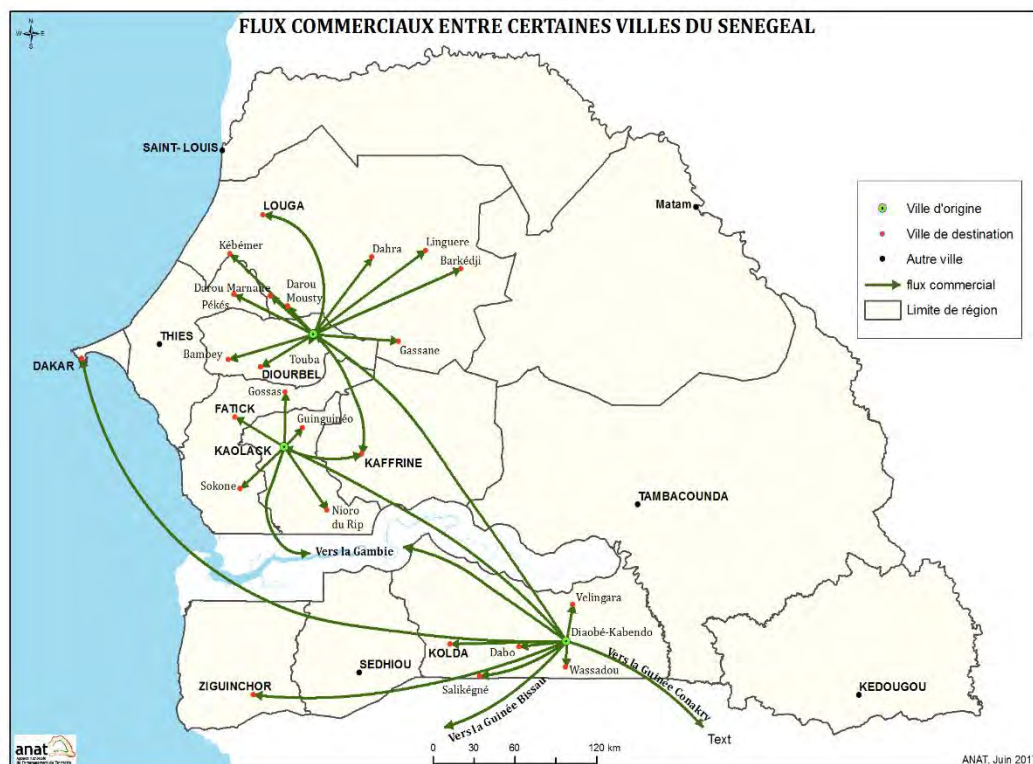 FLUX COMMERCIAUX ENTRE CERTAINES VILLES DU SENEGEAL
N
W E
S
SAINT- LOUIS
LOUGA
Matam
Ville d'origine
Ville de destination
Autre ville
flux commercial
Limite de région
Kébémer
Dahra
Linguere
Barkédji
Darou Marnane
Darou
Mousty
Pékés
THIES
DAKAR
Bambey
Touba
Gassane
DIOURBEL
Gossas
FATICK
Guinguinéo
KAOLACK
KAFFRINE
Sokone
Nioro
du Rip
TAMBACOUNDA
Vers la Gambie
Velingara
Diaobé-Kabendo
KOLDA
Dabo
Wassadou
SEDHIOU
Salikégné
ZIGUINCHOR
Vers la Guinée Bissau
Vers la Guinée Conakry
KEDOUGOU
Text
anat
0 30 60 120 km
ANAT, Juin 201